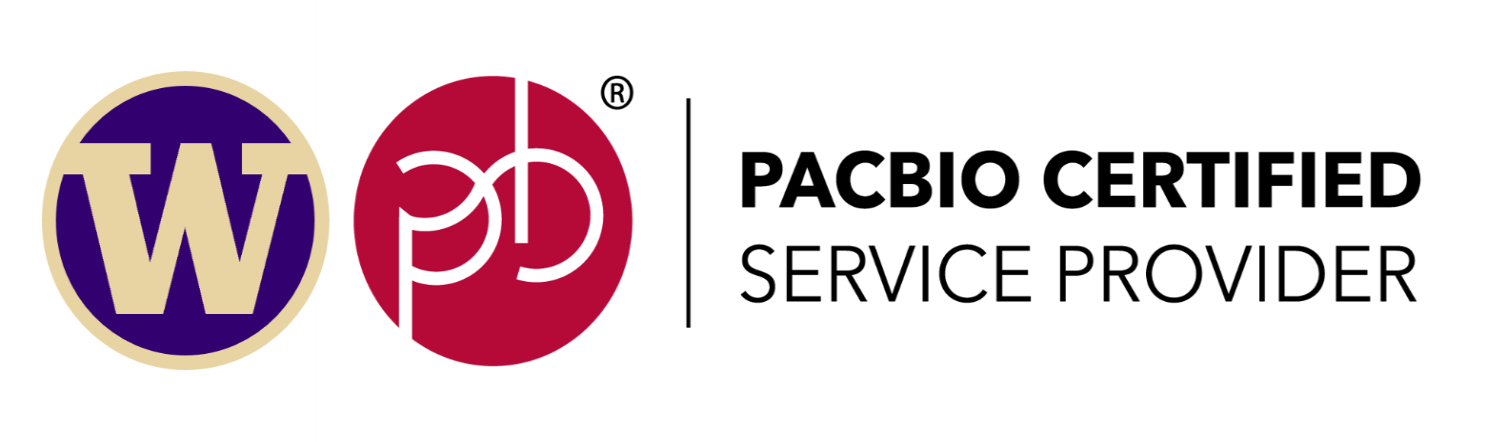 W
pb®
PACBIO CERTIFIED
SERVICE PROVIDER